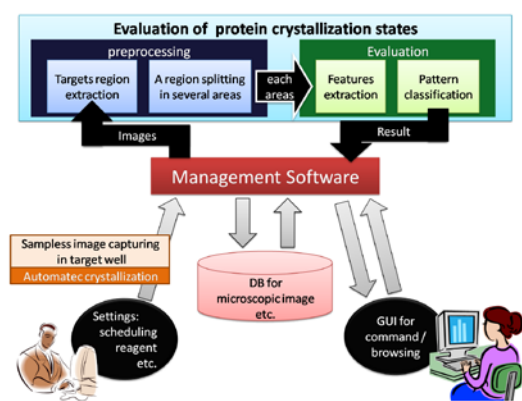 Evaluation of protein crystallization states
preprocessing
Targets region
extraction
A region splitting
in several areas
each
areas
Evaluation
Features
extraction
Pattern
classification
Images
Result
Management Software
Sampless image capturing
in target well
Automatec crystallization
DB for
microscopic image
etc.
Settings:
scheduling
reagent
etc.
GUI for
command /
browsing